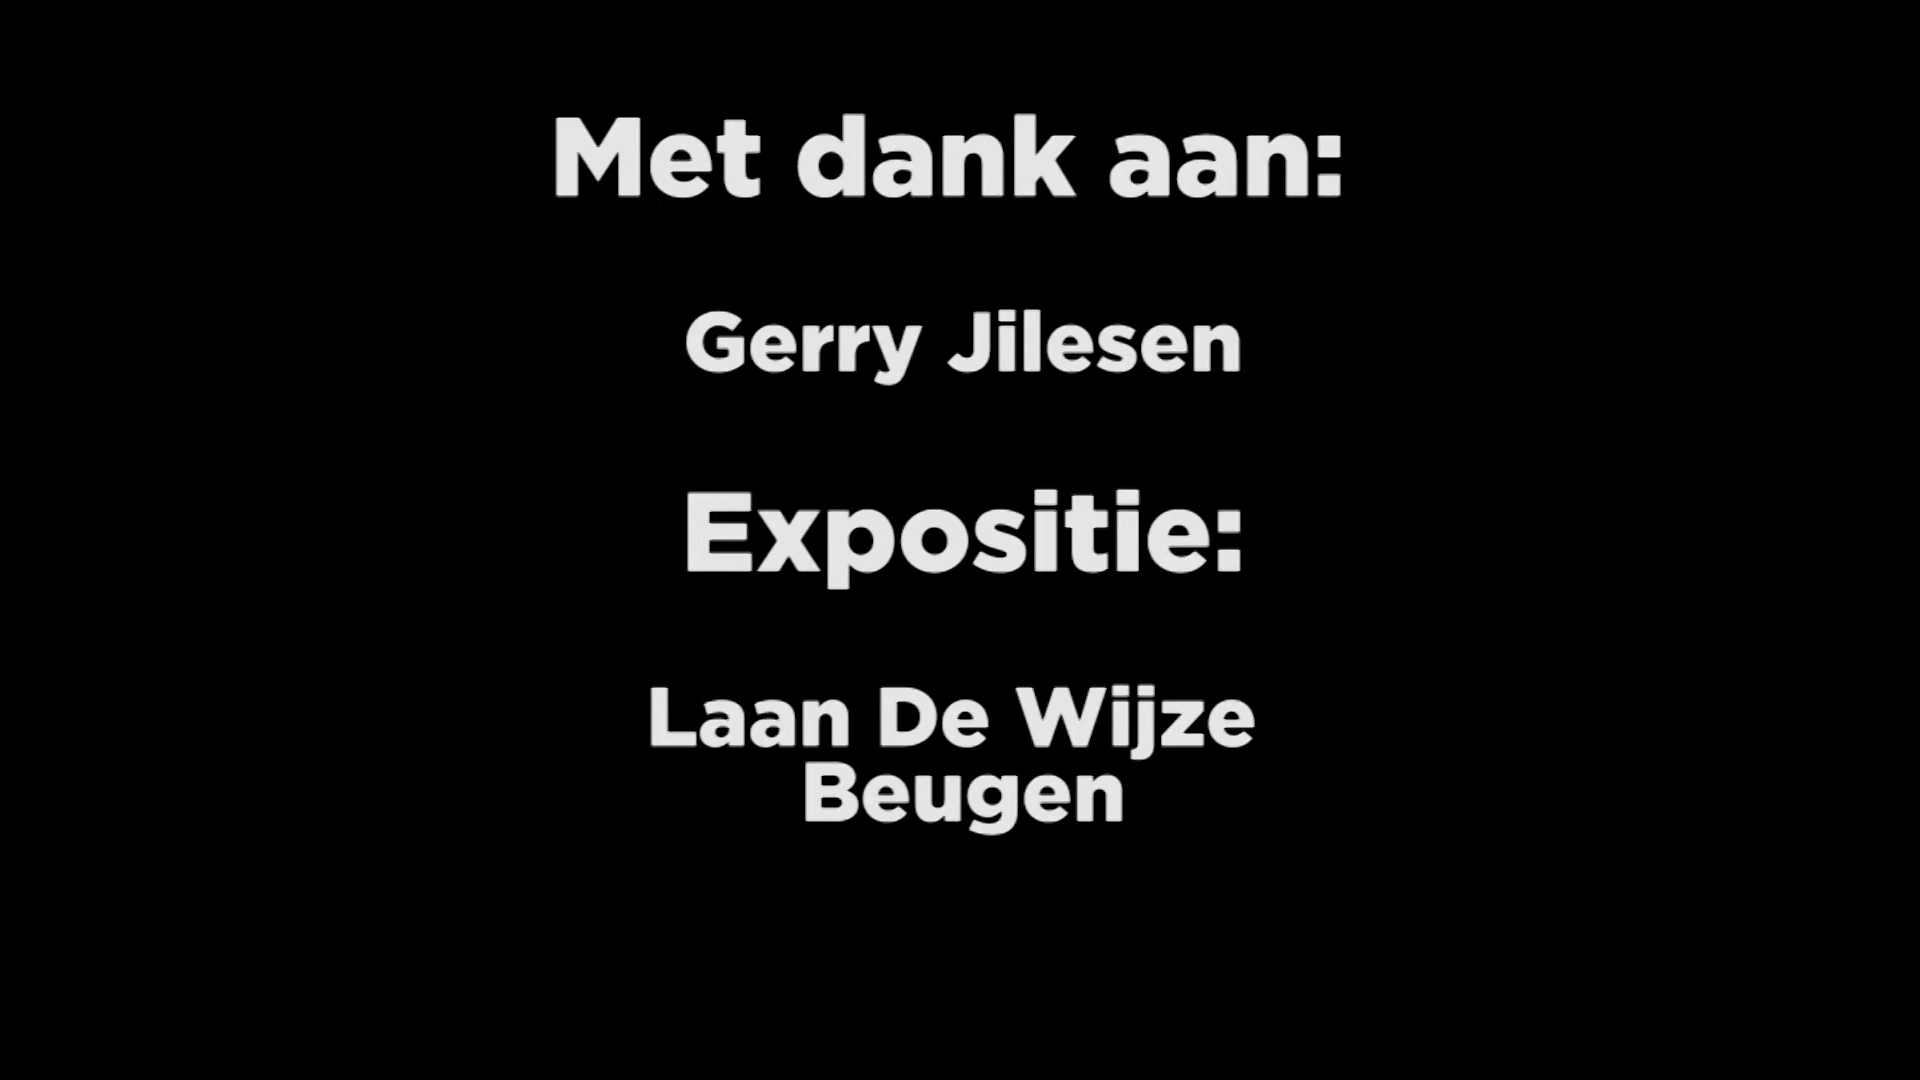 Met dank aan:
Gerry Jilesen
Expositie:
Laan De Wijze
Beugen